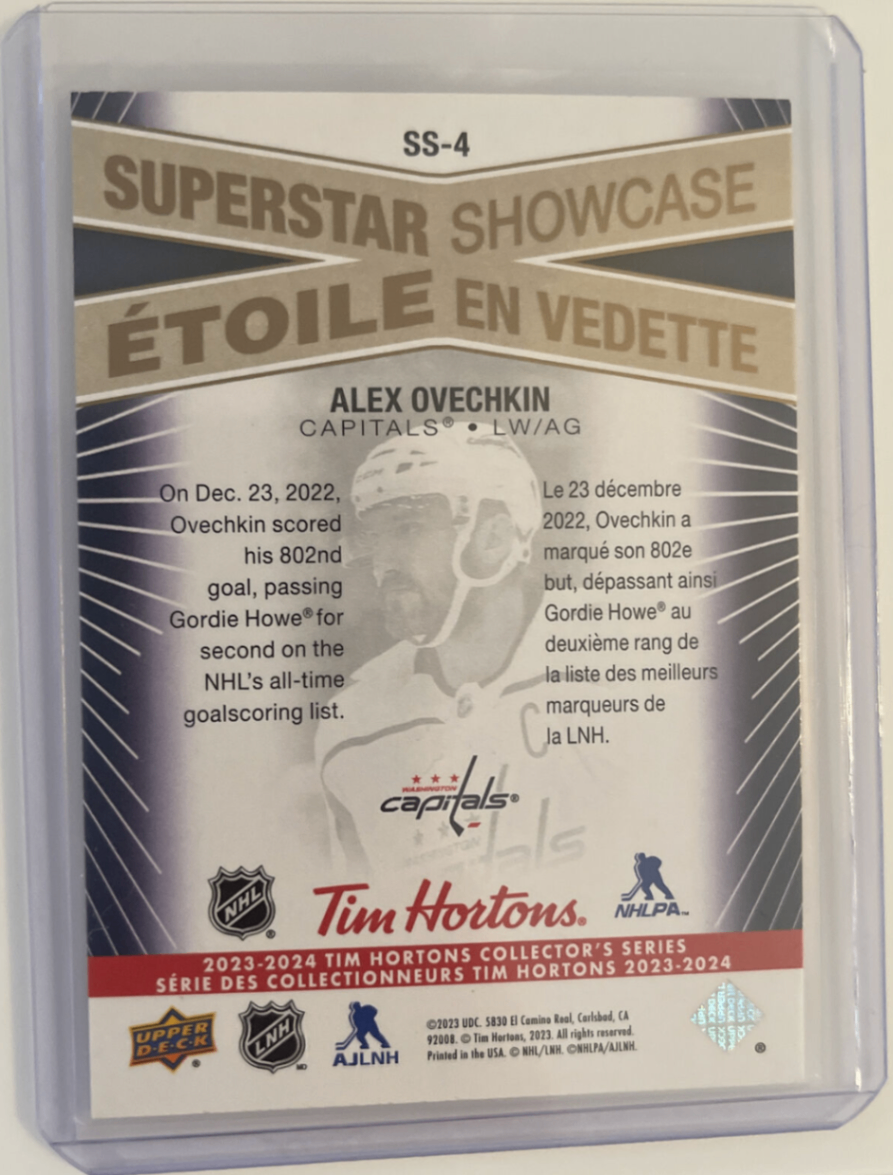 SS-4
SUPERSTAR SHOWCASE
ÉTOILE EN VEDETTE
ALEX OVECHKIN
CAPITALS® • LW/AG
On Dec. 23, 2022,
Ovechkin scored
his 802nd
goal, passing
Gordie Howe® for
second on the
NHL's all-time
goalscoring list.
Le 23 décembre
2022, Ovechkin a
marqué son 802e
but, dépassant ainsi
Gordie Howe® au
deuxième rang de
la liste des meilleurs
marqueurs de
la LNH.
CCM
C
WASHINGTON
capitals®
NHL®
Tim Hortons®
NHLPA™
2023-2024 TIM HORTONS COLLECTOR'S SERIES
SÉRIE DES COLLECTIONNEURS TIM HORTONS 2023-2024
UPPER
D·E·C·K®
LNH MD
AJLNH
©2023 UDC. 5830 El Camino Real, Carlsbad, CA
92008. © Tim Hortons, 2023. All rights reserved.
Printed in the USA. © NHL/LNH. ©NHLPA/AJLNH.
®